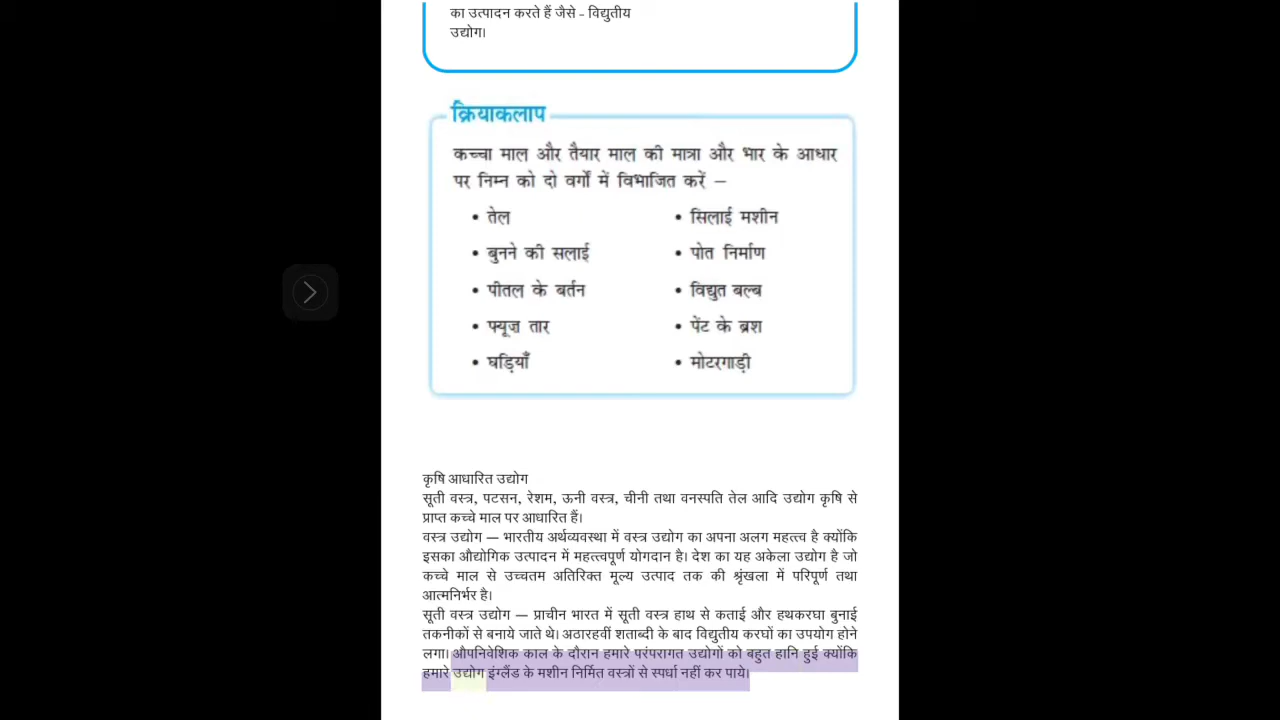 का उत्पादन करते हैं जैसे - विद्युतीय
उद्योग।
क्रियाकलाप
कच्चा माल और तैयार माल की मात्रा और भार के आधार
पर निम्न को दो वर्गों में विभाजित करें –
• तेल
• सिलाई मशीन
• बुनने की सलाई
• पोत निर्माण
• पीतल के बर्तन
• विद्युत बल्ब
• फ्यूज़ तार
• पेंट के ब्रश
• घड़ियाँ
• मोटरगाड़ी
कृषि आधारित उद्योग
सूती वस्त्र, पटसन, रेशम, ऊनी वस्त्र, चीनी तथा वनस्पति तेल आदि उद्योग कृषि से
प्राप्त कच्चे माल पर आधारित हैं।
वस्त्र उद्योग — भारतीय अर्थव्यवस्था में वस्त्र उद्योग का अपना अलग महत्त्व है क्योंकि
इसका औद्योगिक उत्पादन में महत्त्वपूर्ण योगदान है। देश का यह अकेला उद्योग है जो
कच्चे माल से उच्चतम अतिरिक्त मूल्य उत्पाद तक की श्रृंखला में परिपूर्ण तथा
आत्मनिर्भर है।
सूती वस्त्र उद्योग — प्राचीन भारत में सूती वस्त्र हाथ से कताई और हथकरघा बुनाई
तकनीकों से बनाये जाते थे। अठारहवीं शताब्दी के बाद विद्युतीय करघों का उपयोग होने
लगा। औपनिवेशिक काल के दौरान हमारे परंपरागत उद्योगों को बहुत हानि हुई क्योंकि
हमारे उद्योग इंग्लैंड के मशीन निर्मित वस्त्रों से स्पर्धा नहीं कर पाये।